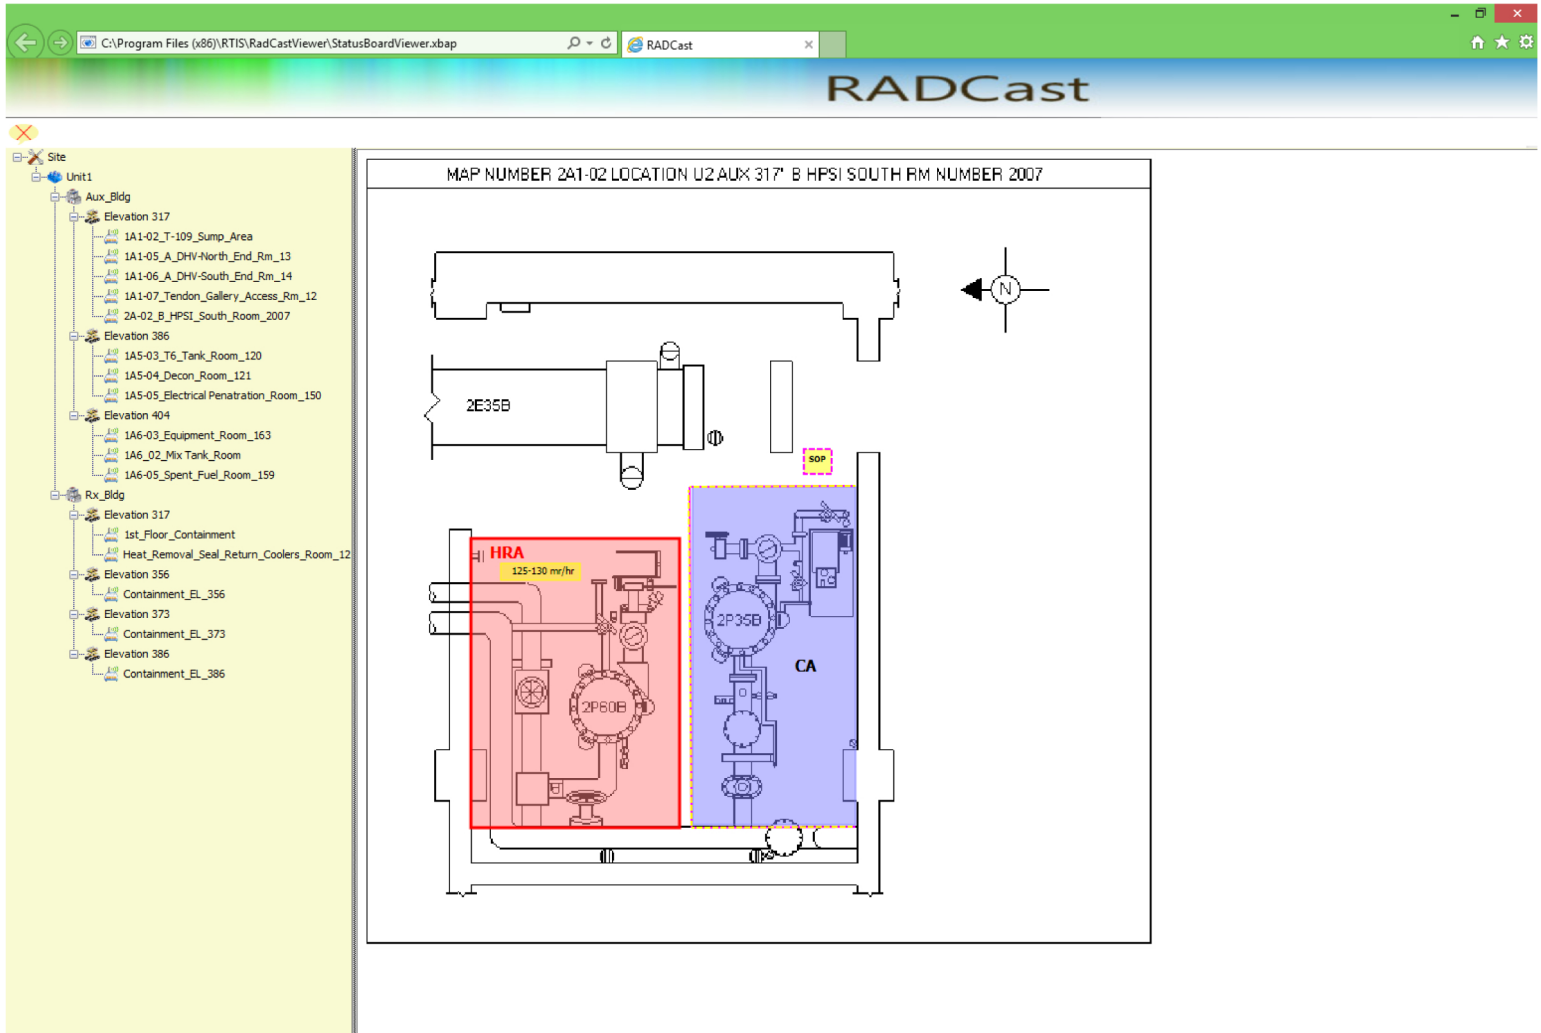 C:\Program Files (x86)\RTIS\RadCastViewer\StatusBoardViewer.xbap
RADCast
RADCast
Site
Unit1
Aux_Bldg
Elevation 317
1A1-02_T-109_Sump_Area
1A1-05_A_DHV-North_End_Rm_13
1A1-06_A_DHV-South_End_Rm_14
1A1-07_Tendon_Gallery_Access_Rm_12
2A-02_B_HPSI_South_Room_2007
Elevation 386
1A5-03_T6_Tank_Room_120
1A5-04_Decon_Room_121
1A5-05_Electrical Penatration_Room_150
Elevation 404
1A6-03_Equipment_Room_163
1A6_02_Mix Tank_Room
1A6-05_Spent_Fuel_Room_159
Rx_Bldg
Elevation 317
1st_Floor_Containment
Heat_Removal_Seal_Return_Coolers_Room_12
Elevation 356
Containment_EL_356
Elevation 373
Containment_EL_373
Elevation 386
Containment_EL_386
MAP NUMBER 2A1-02 LOCATION U2 AUX 317' B HPSI SOUTH RM NUMBER 2007
N
2E35B
SOP
HRA
125-130 mr/hr
2P35B
CA
2P60B